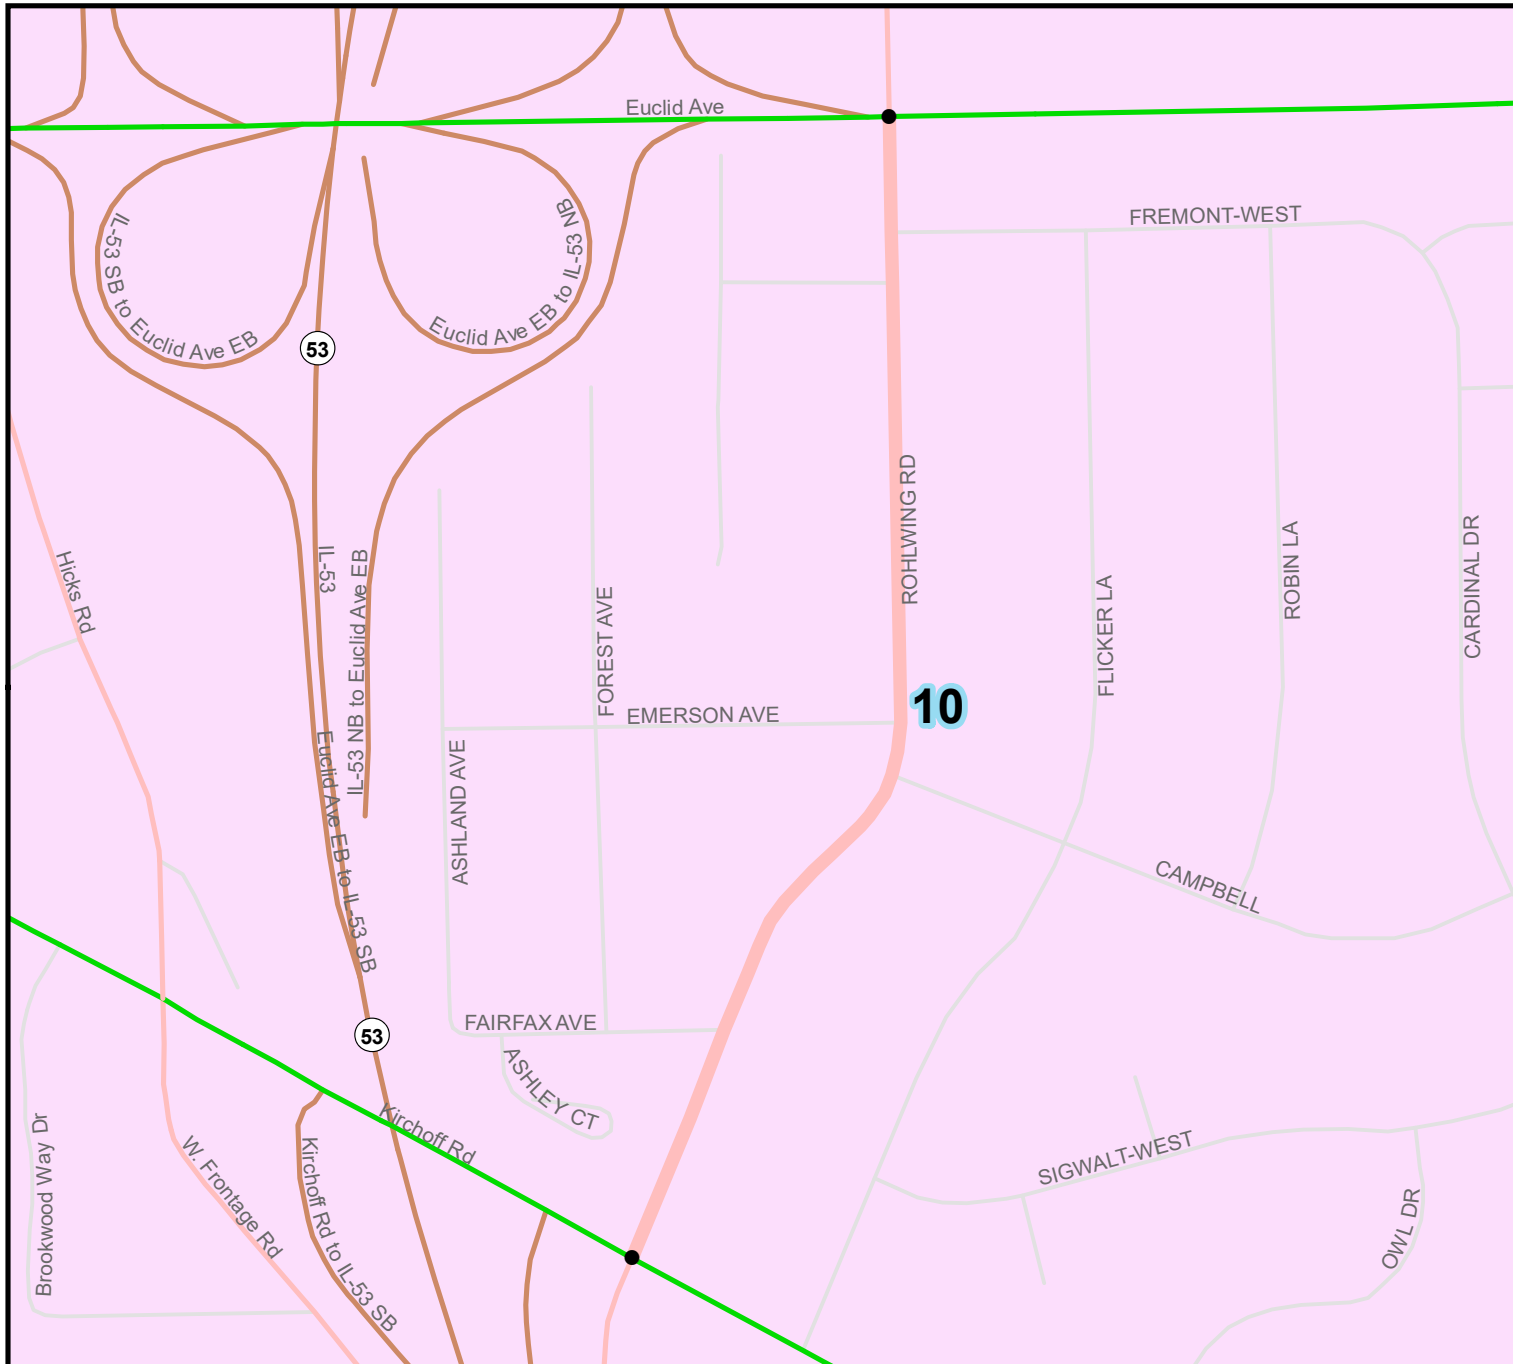 Euclid Ave
FREMONT-WEST
IL-53 SB to Euclid Ave EB
Euclid Ave EB to IL-53 NB
53
ROHLWING RD
Hicks Rd
IL-53
IL-53 NB to Euclid Ave EB
FOREST AVE
FLICKER LA
ROBIN LA
CARDINAL DR
EMERSON AVE
10
Euclid Ave EB to IL-53 SB
ASHLAND AVE
CAMPBELL
FAIRFAX AVE
53
ASHLEY CT
Kirchoff Rd
Brookwood Way Dr
W. Frontage Rd
Kirchoff Rd to IL-53 SB
SIGWALT-WEST
OWL DR